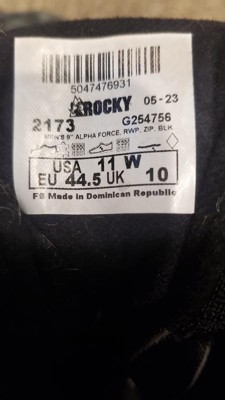 5047476931
ROCKY 05-23
2173 G254756
MEN'S 8" ALPHA FORCE, RWP, ZIP, BLK
USA 11 W
EU 44.5 UK 10
FG Made in Dominican Republic